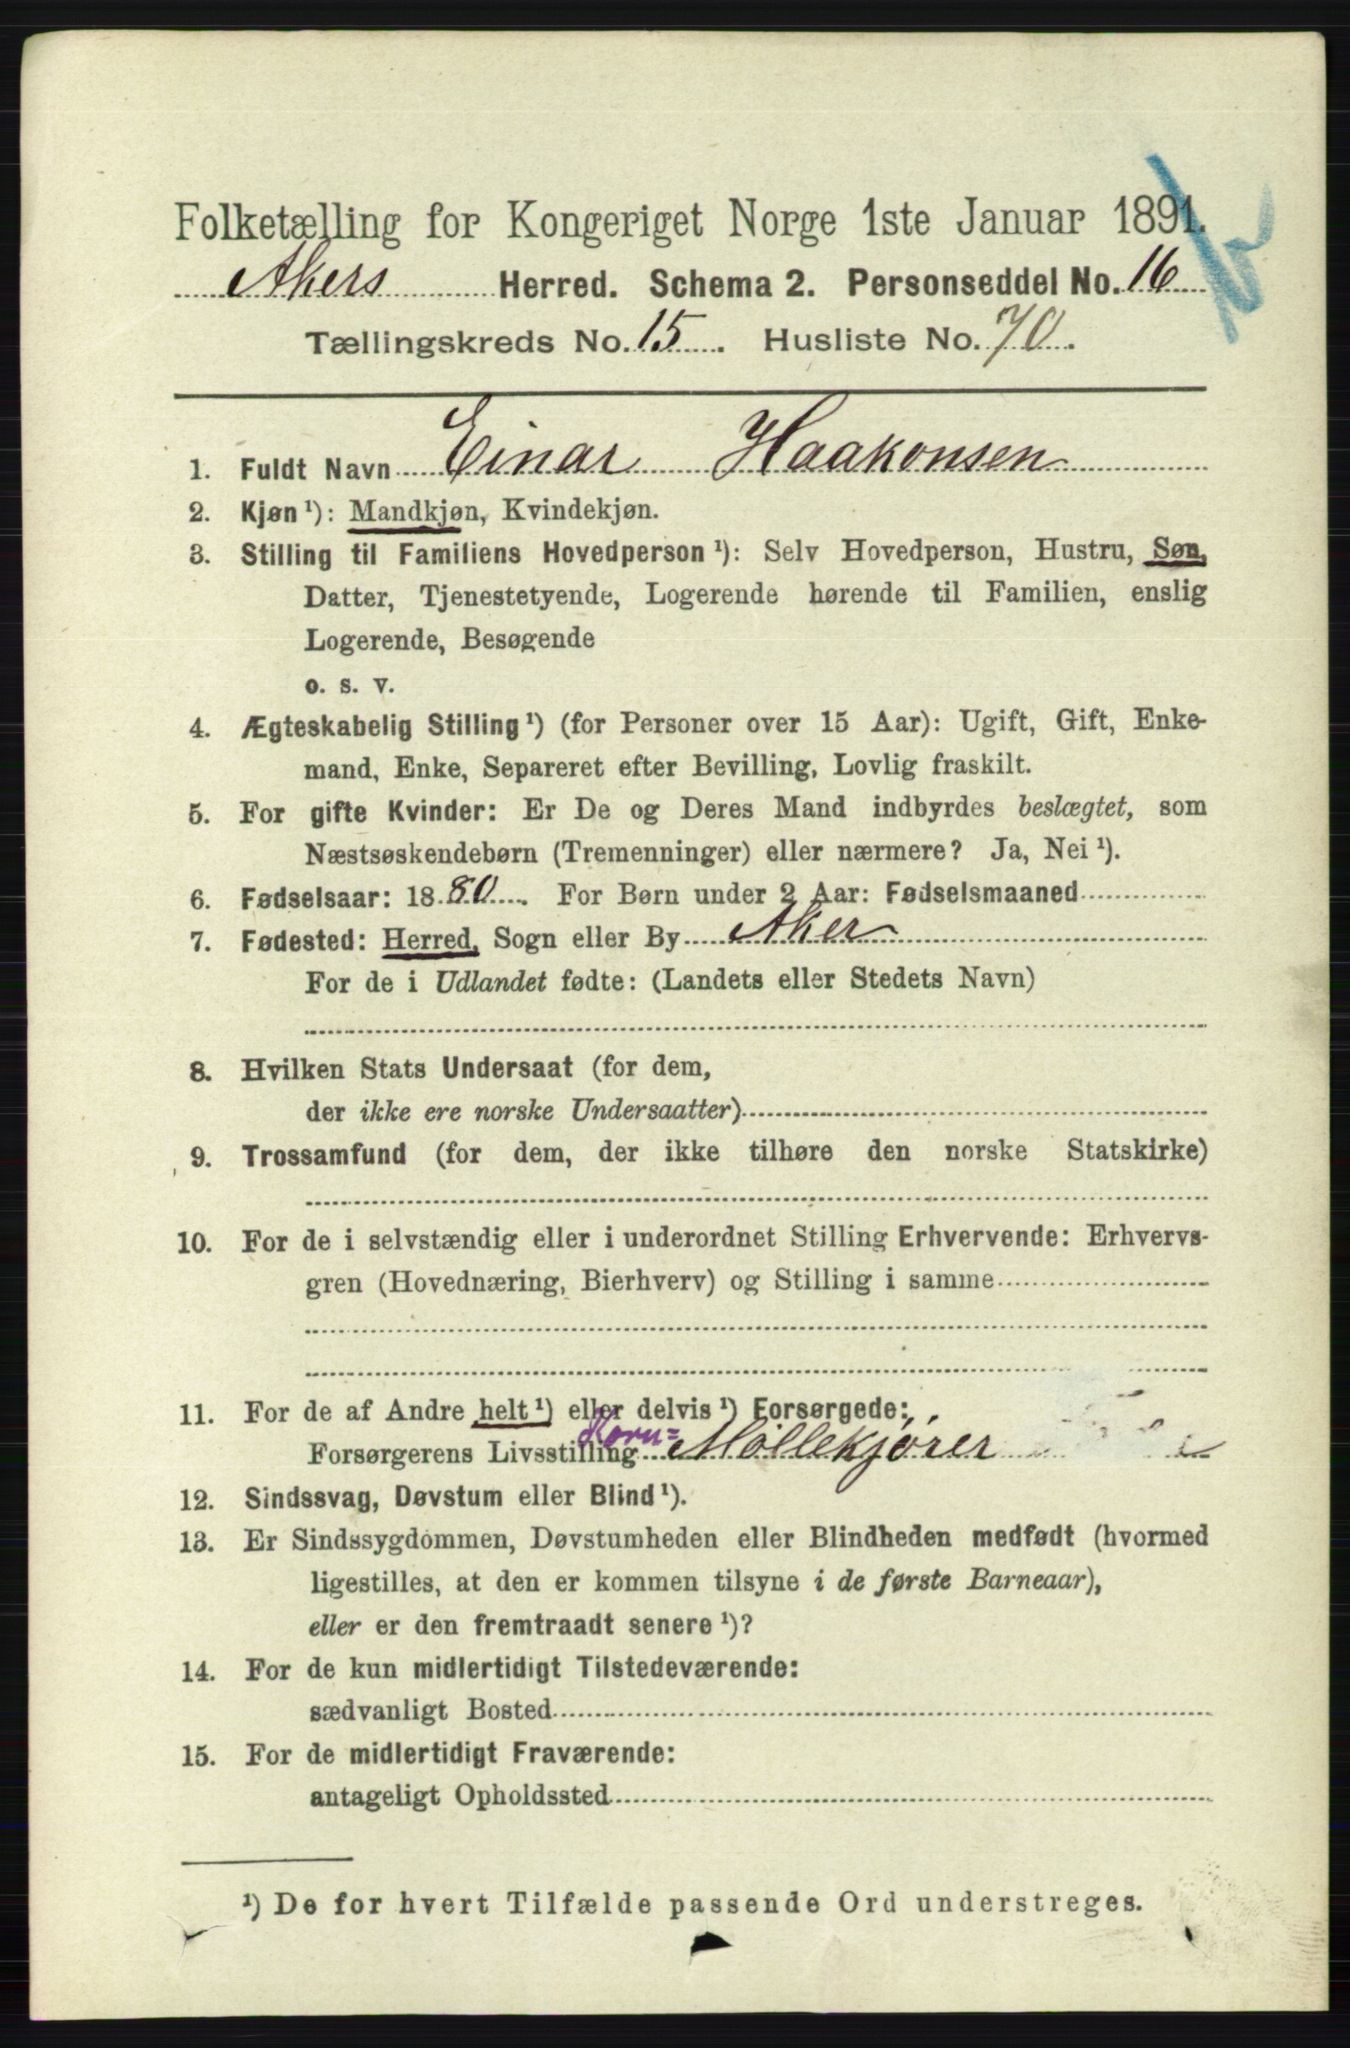 Folketælling for Kongeriget Norge 1ste Januar 1891.
Akers Herred. Schema 2. Personseddel No. 16
Tællingskreds No. 15. Husliste No. 70.
1. Fuldt Navn Einar Haakonsen
2. Kjøn ¹): Mandkjøn, Kvindekjøn.
3. Stilling til Familiens Hovedperson ¹): Selv Hovedperson, Hustru, Søn,
Datter, Tjenestetyende, Logerende hørende til Familien, enslig
Logerende, Besøgende
o. s. v.
4. Ægteskabelig Stilling ¹) (for Personer over 15 Aar): Ugift, Gift, Enke-
mand, Enke, Separeret efter Bevilling, Lovlig fraskilt.
5. For gifte Kvinder: Er De og Deres Mand indbyrdes beslægtet, som
Næstsøskendebørn (Tremenninger) eller nærmere? Ja, Nei ¹).
6. Fødselsaar: 1880. For Børn under 2 Aar: Fødselsmaaned
7. Fødested: Herred, Sogn eller By Aker
For de i Udlandet fødte: (Landets eller Stedets Navn)
8. Hvilken Stats Undersaat (for dem,
der ikke ere norske Undersaatter)
9. Trossamfund (for dem, der ikke tilhøre den norske Statskirke)
10. For de i selvstændig eller i underordnet Stilling Erhvervende: Erhvervs-
gren (Hovednæring, Bierhverv) og Stilling i samme
11. For de af Andre helt ¹) eller delvis ¹) Forsørgede:
Forsørgerens Livsstilling Korn= Møllekjører
12. Sindssvag, Døvstum eller Blind ¹).
13. Er Sindssygdommen, Døvstumheden eller Blindheden medfødt (hvormed
ligestilles, at den er kommen tilsyne i de første Barneaar),
eller er den fremtraadt senere ¹)?
14. For de kun midlertidigt Tilstedeværende:
sædvanligt Bosted
15. For de midlertidigt Fraværende:
antageligt Opholdssted
¹) De for hvert Tilfælde passende Ord understreges.